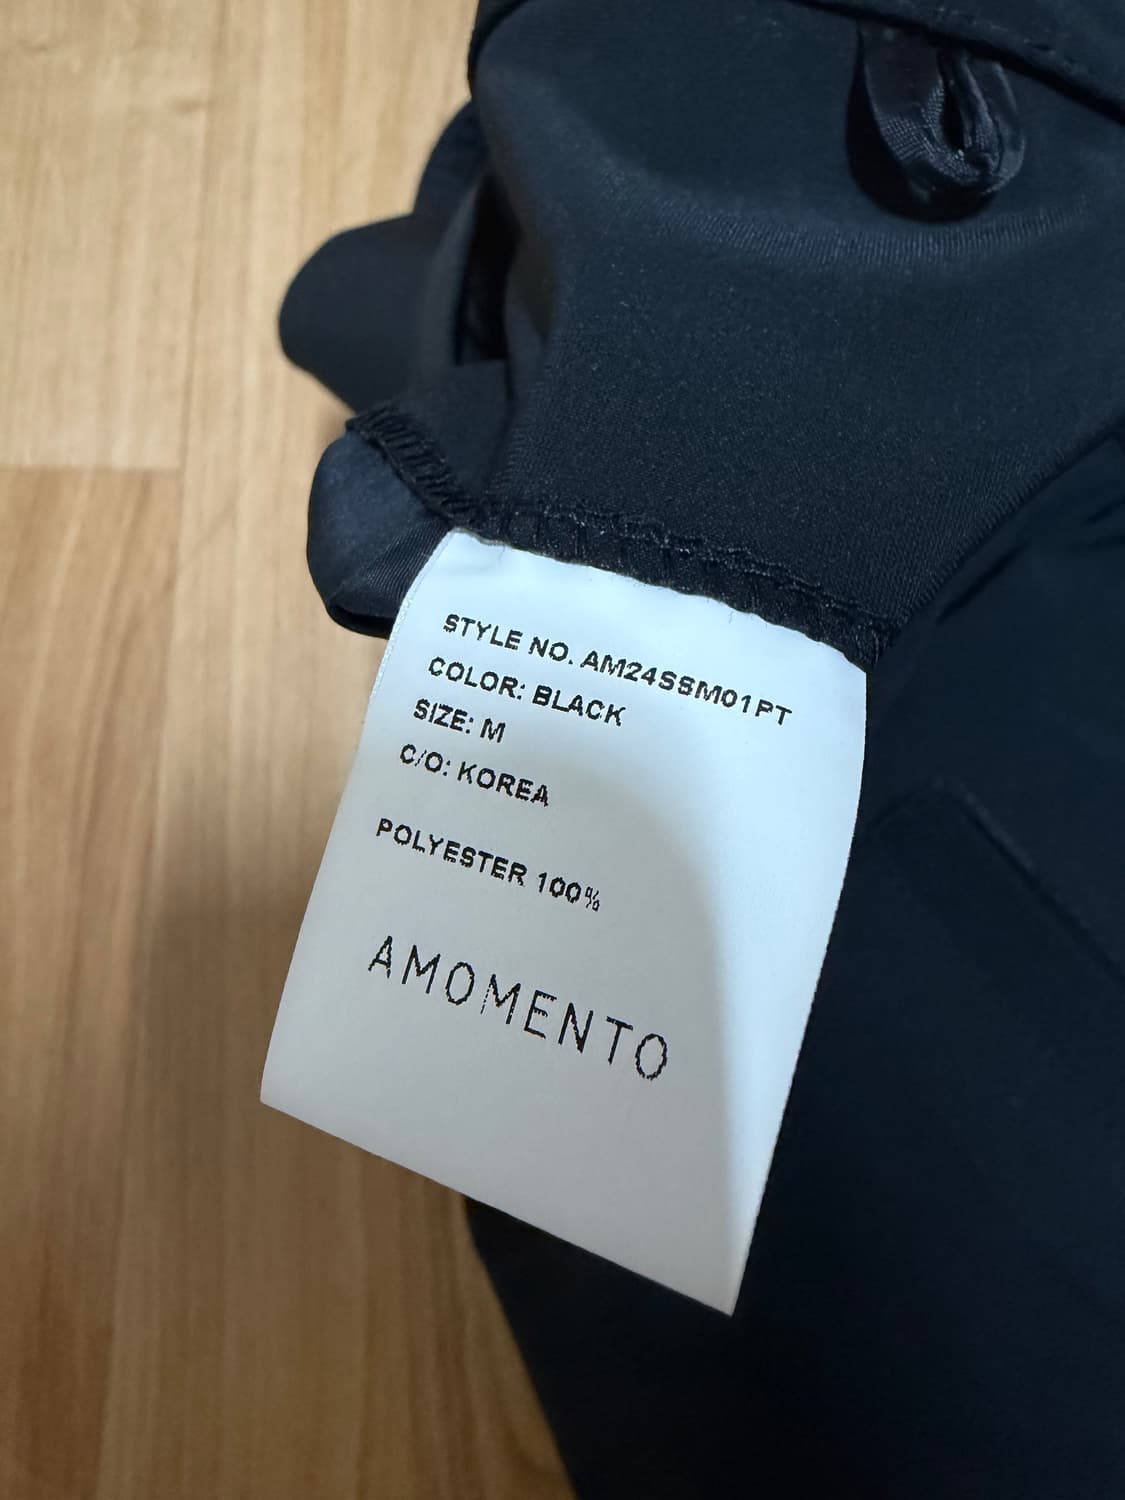 STYLE NO. AM24SSM01PT
COLOR: BLACK
SIZE: M
C/O: KOREA
POLYESTER 100%
AMOMENTO